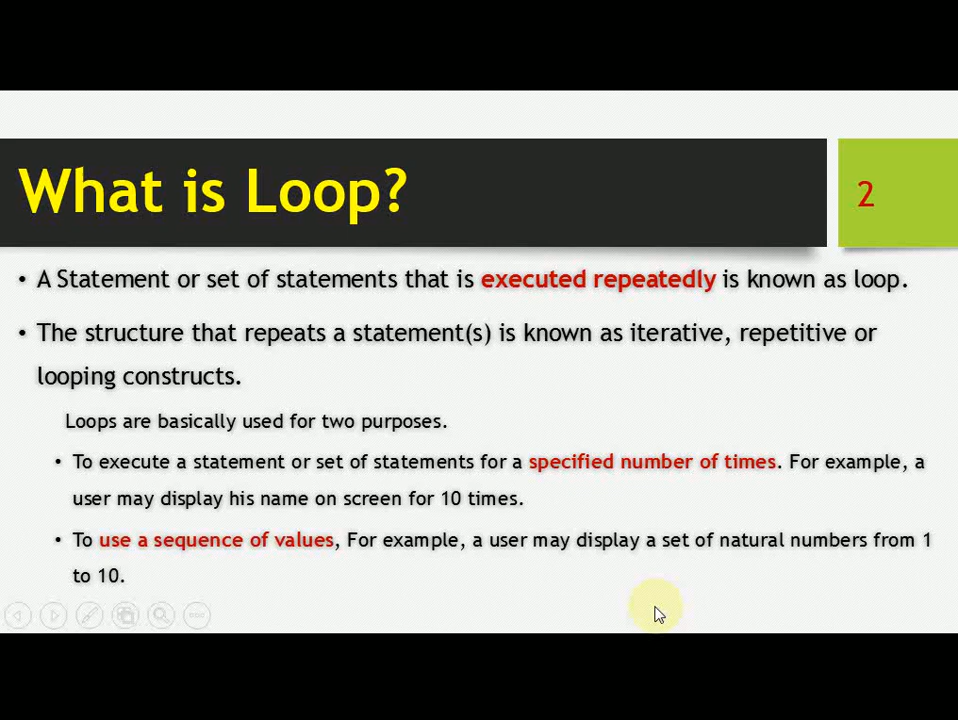 What is Loop?
2
• A Statement or set of statements that is executed repeatedly is known as loop.
• The structure that repeats a statement(s) is known as iterative, repetitive or
looping constructs.
Loops are basically used for two purposes.
• To execute a statement or set of statements for a specified number of times. For example, a
user may display his name on screen for 10 times.
• To use a sequence of values, For example, a user may display a set of natural numbers from 1
to 10.